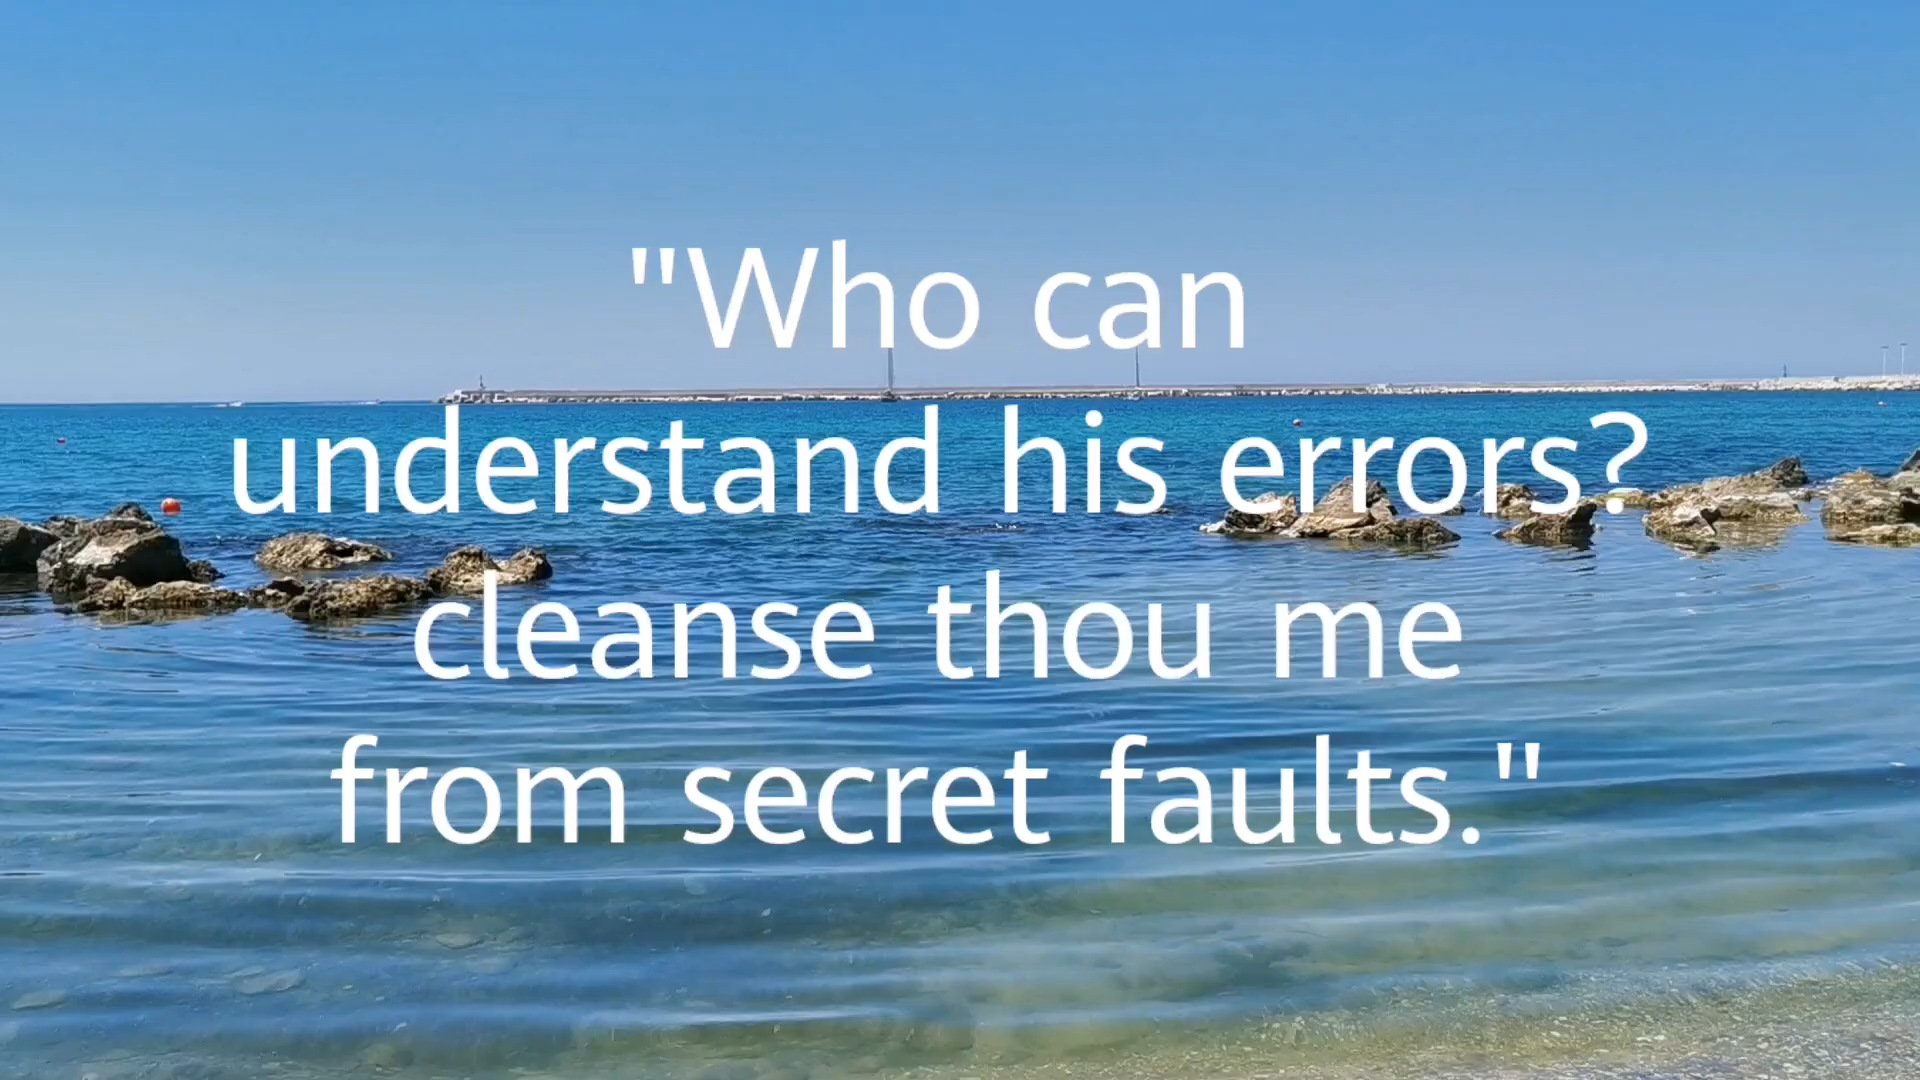 "Who can
understand his errors?
cleanse thou me
from secret faults."